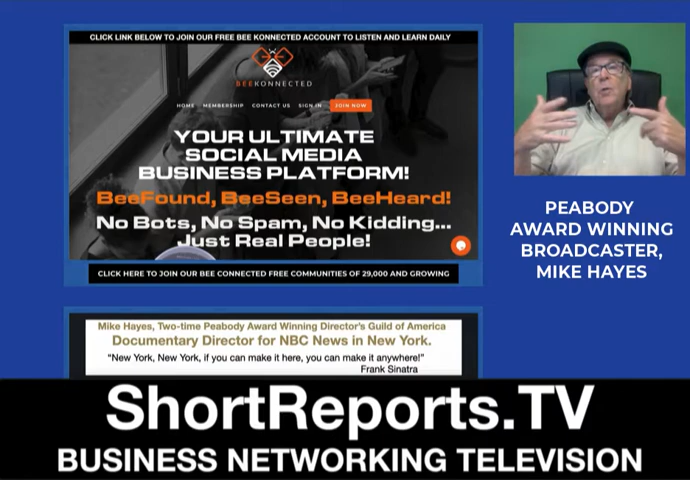 CLICK LINK BELOW TO JOIN OUR FREE BEE KONNECTED ACCOUNT TO LISTEN AND LEARN DAILY
BEEKONNECTED
HOME MEMBERSHIP CONTACT US SIGN IN JOIN NOW
YOUR ULTIMATE
SOCIAL MEDIA
BUSINESS PLATFORM!
BeeFound, BeeSeen, BeeHeard!
No Bots, No Spam, No Kidding...
Just Real People!
CLICK HERE TO JOIN OUR BEE CONNECTED FREE COMMUNITIES OF 29,000 AND GROWING
PEABODY
AWARD WINNING
BROADCASTER,
MIKE HAYES
Mike Hayes, Two-time Peabody Award Winning Director's Guild of America
Documentary Director for NBC News in New York.
"New York, New York, if you can make it here, you can make it anywhere!"
Frank Sinatra
ShortReports.TV
BUSINESS NETWORKING TELEVISION